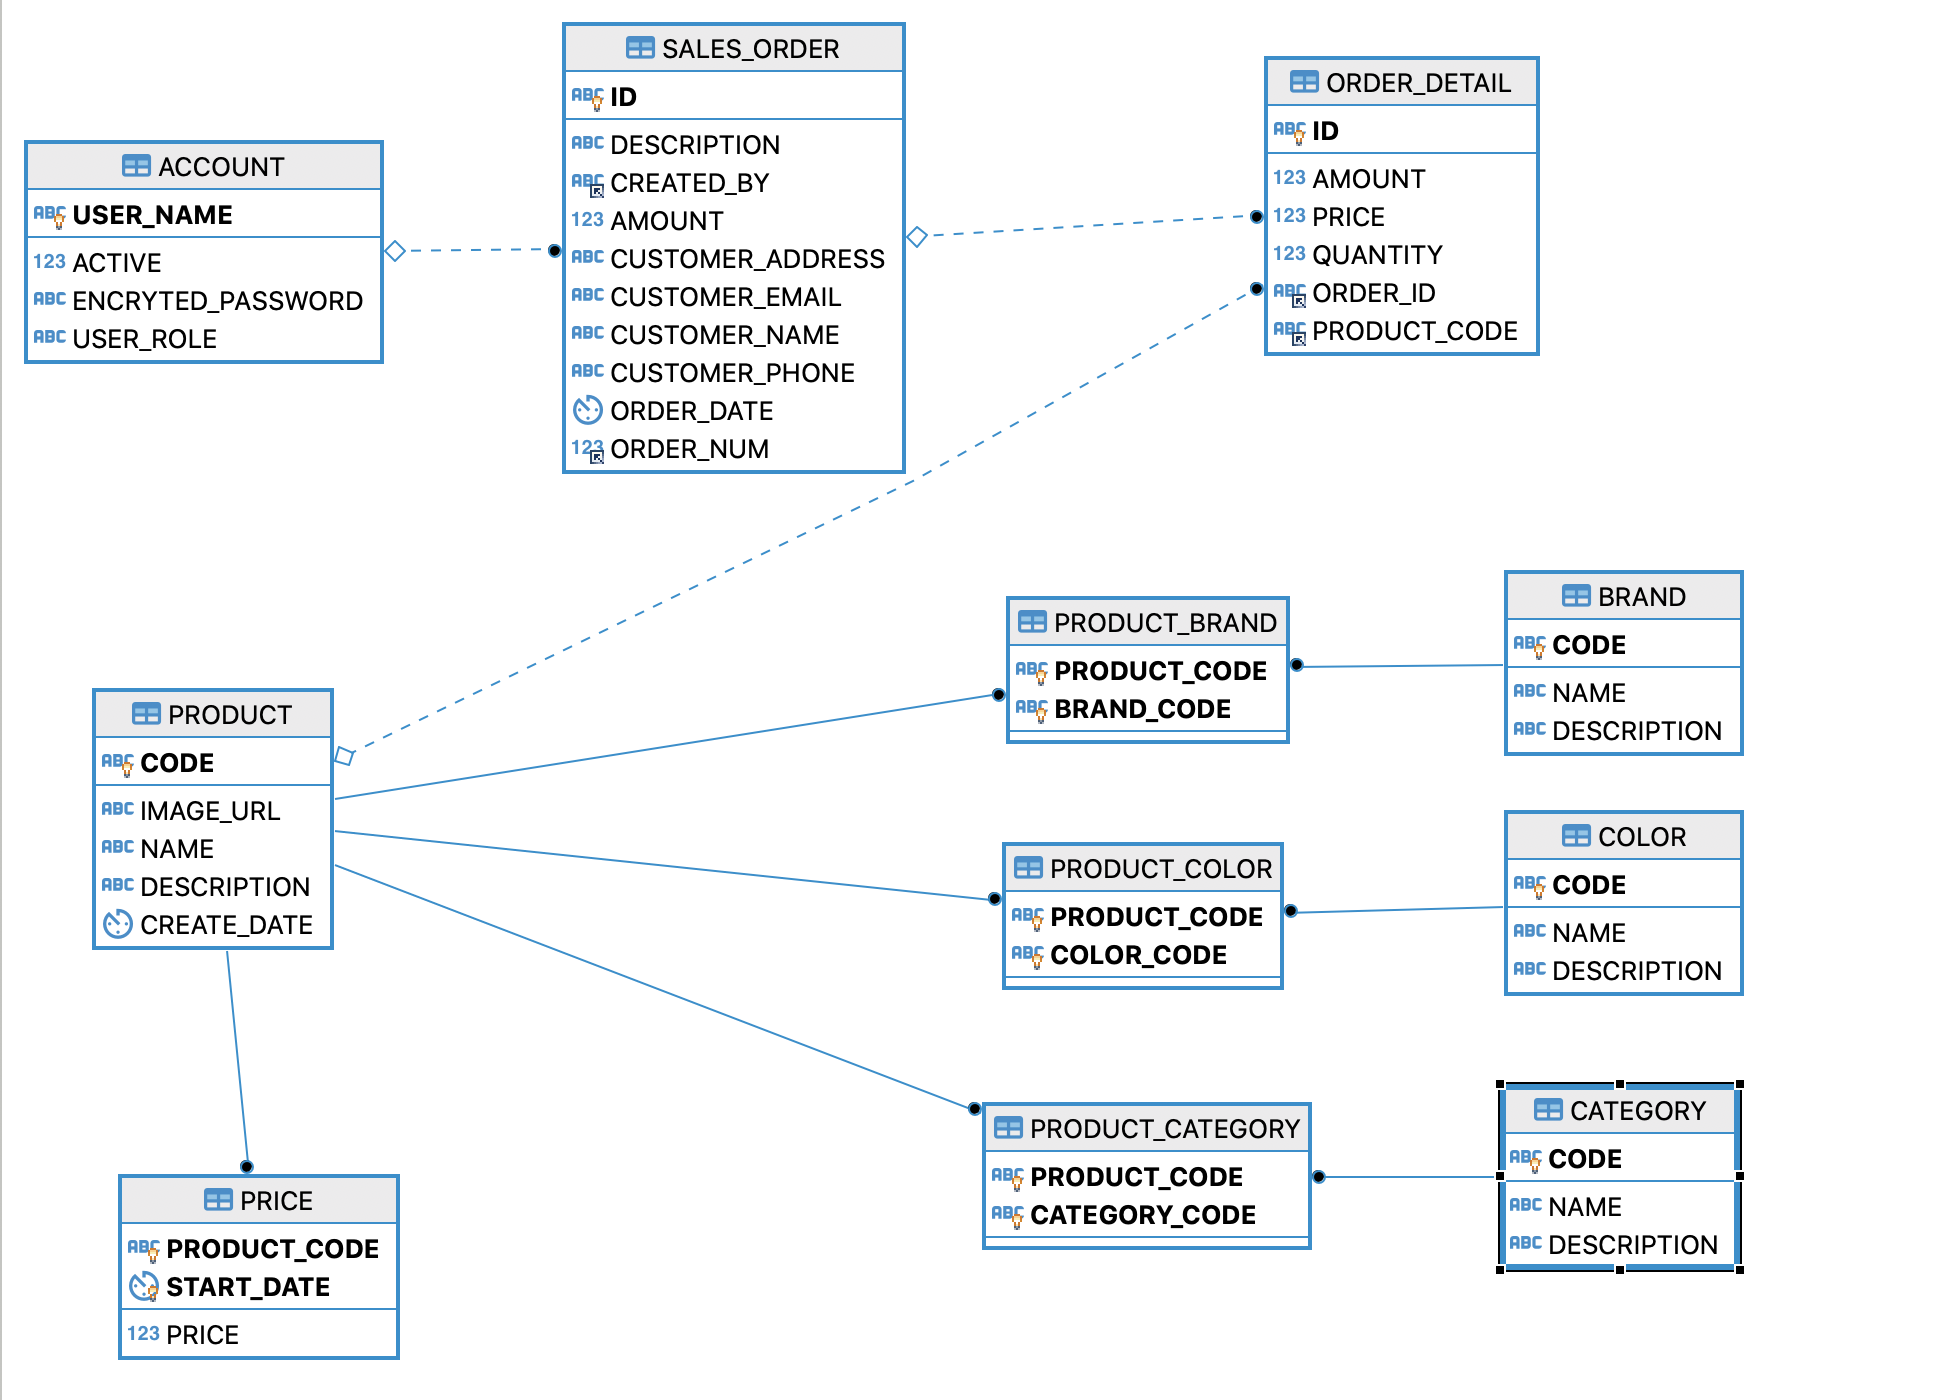 SALES_ORDER
ABC ID
ABC DESCRIPTION
ABC CREATED_BY
123 AMOUNT
ABC CUSTOMER_ADDRESS
ABC CUSTOMER_EMAIL
ABC CUSTOMER_NAME
ABC CUSTOMER_PHONE
ORDER_DATE
123 ORDER_NUM
ORDER_DETAIL
ABC ID
123 AMOUNT
123 PRICE
123 QUANTITY
ABC ORDER_ID
ABC PRODUCT_CODE
ACCOUNT
ABC USER_NAME
123 ACTIVE
ABC ENCRYTED_PASSWORD
ABC USER_ROLE
PRODUCT_BRAND
ABC PRODUCT_CODE
ABC BRAND_CODE
BRAND
ABC CODE
ABC NAME
ABC DESCRIPTION
PRODUCT
ABC CODE
ABC IMAGE_URL
ABC NAME
ABC DESCRIPTION
CREATE_DATE
PRODUCT_COLOR
ABC PRODUCT_CODE
ABC COLOR_CODE
COLOR
ABC CODE
ABC NAME
ABC DESCRIPTION
PRODUCT_CATEGORY
ABC PRODUCT_CODE
ABC CATEGORY_CODE
CATEGORY
ABC CODE
ABC NAME
ABC DESCRIPTION
PRICE
ABC PRODUCT_CODE
START_DATE
123 PRICE